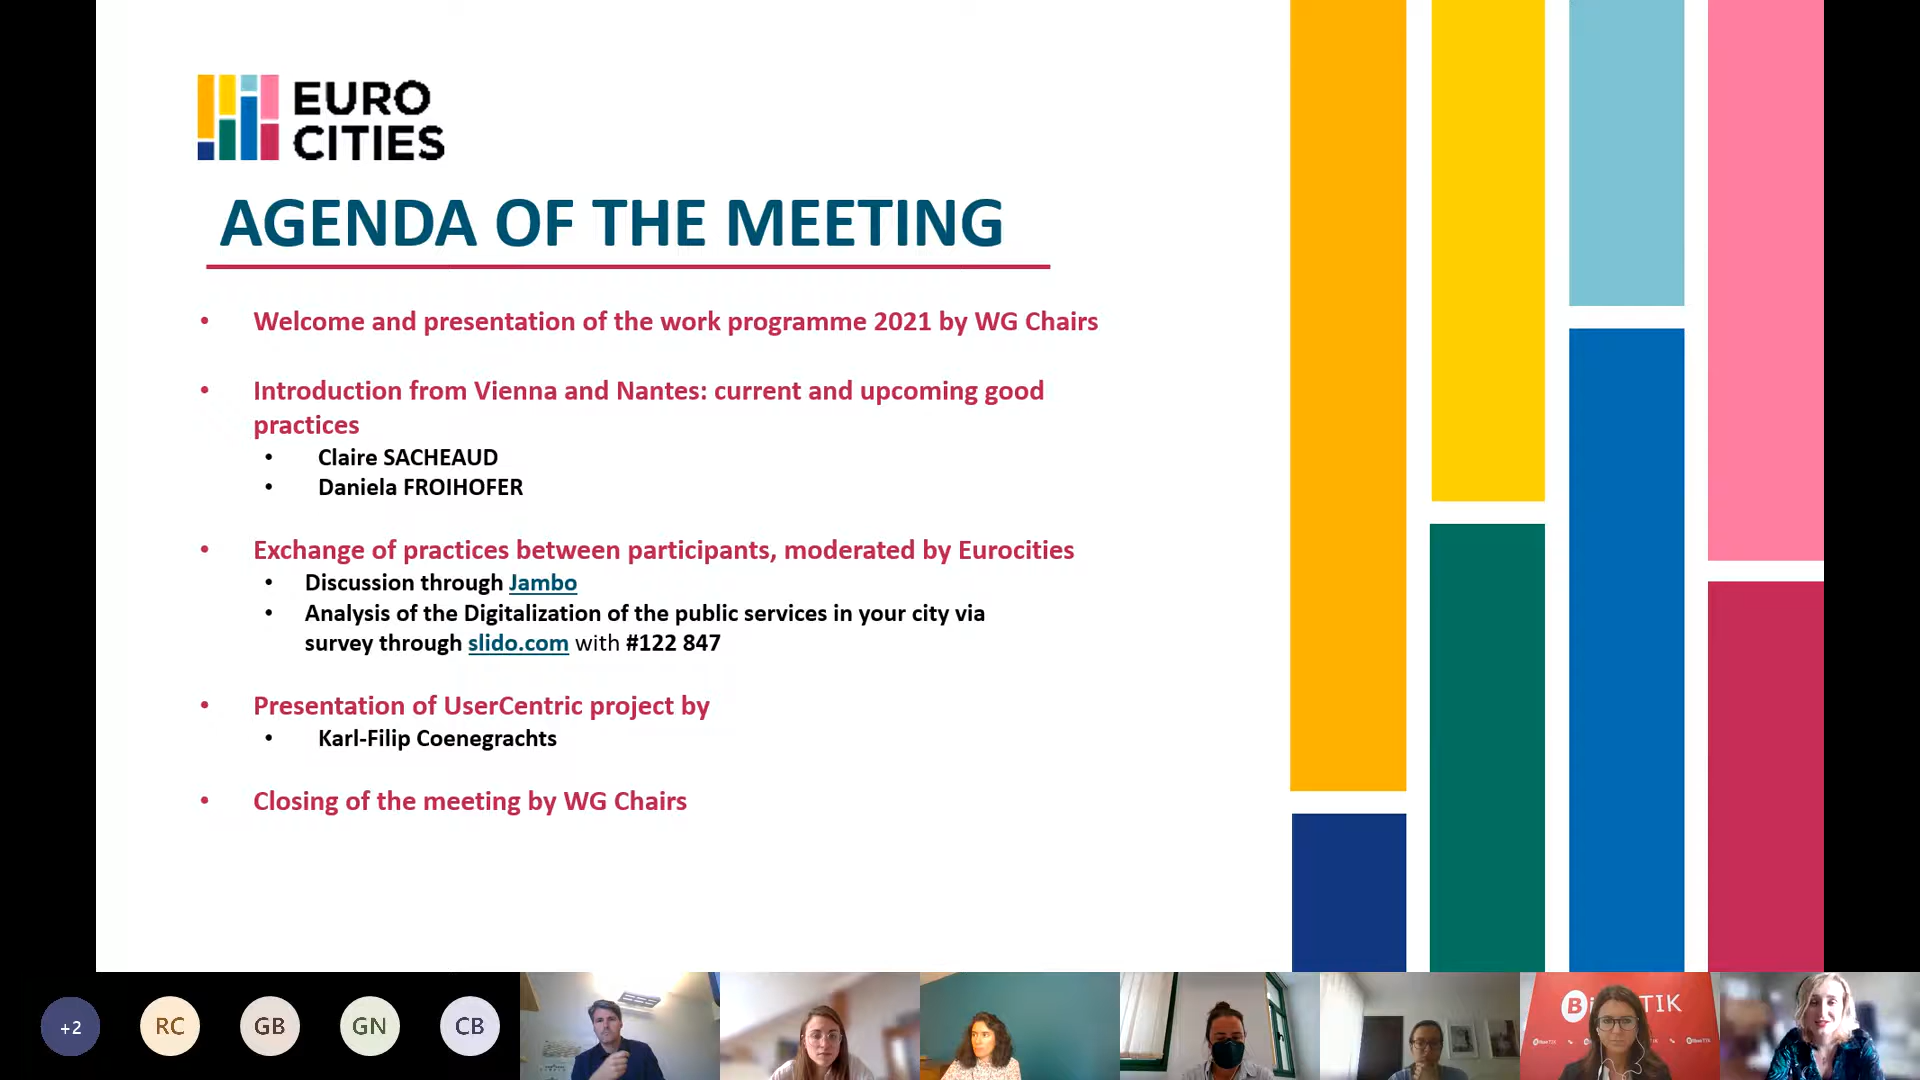 EURO
CITIES
AGENDA OF THE MEETING
• Welcome and presentation of the work programme 2021 by WG Chairs
• Introduction from Vienna and Nantes: current and upcoming good
practices
• Claire SACHEAUD
• Daniela FROIHOFER
• Exchange of practices between participants, moderated by Eurocities
• Discussion through Jambo
• Analysis of the Digitalization of the public services in your city via
survey through slido.com with #122 847
• Presentation of UserCentric project by
• Karl-Filip Coenegrachts
• Closing of the meeting by WG Chairs
+2
RC
GB
GN
CB